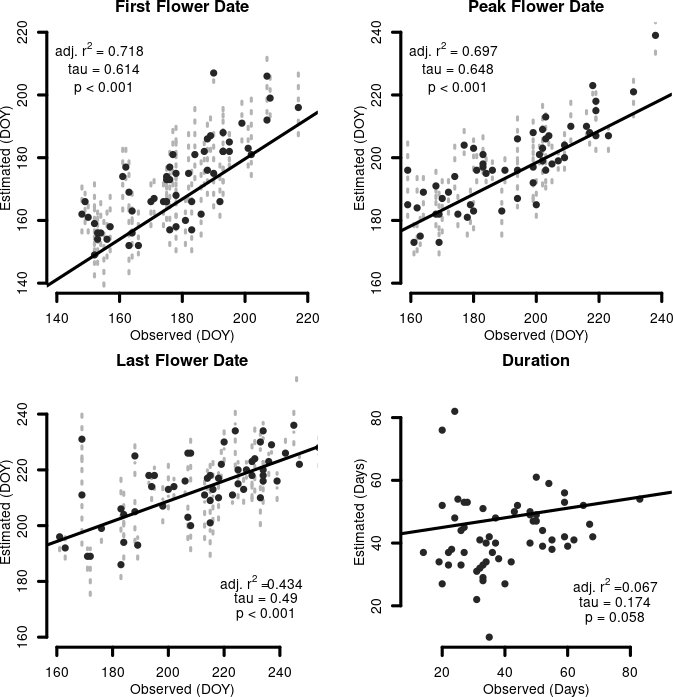 First Flower Date
adj. r² = 0.718
tau = 0.614
p < 0.001
Estimated (DOY)
140 160 180 200 220
140 160 180 200 220
Observed (DOY)
Peak Flower Date
adj. r² = 0.697
tau = 0.648
p < 0.001
Estimated (DOY)
160 180 200 220 240
160 180 200 220 240
Observed (DOY)
Last Flower Date
adj. r² =0.434
tau = 0.49
p < 0.001
Estimated (DOY)
160 180 200 220 240
160 180 200 220 240
Observed (DOY)
Duration
adj. r² =0.067
tau = 0.174
p = 0.058
Estimated (Days)
20 40 60 80
20 40 60 80
Observed (Days)